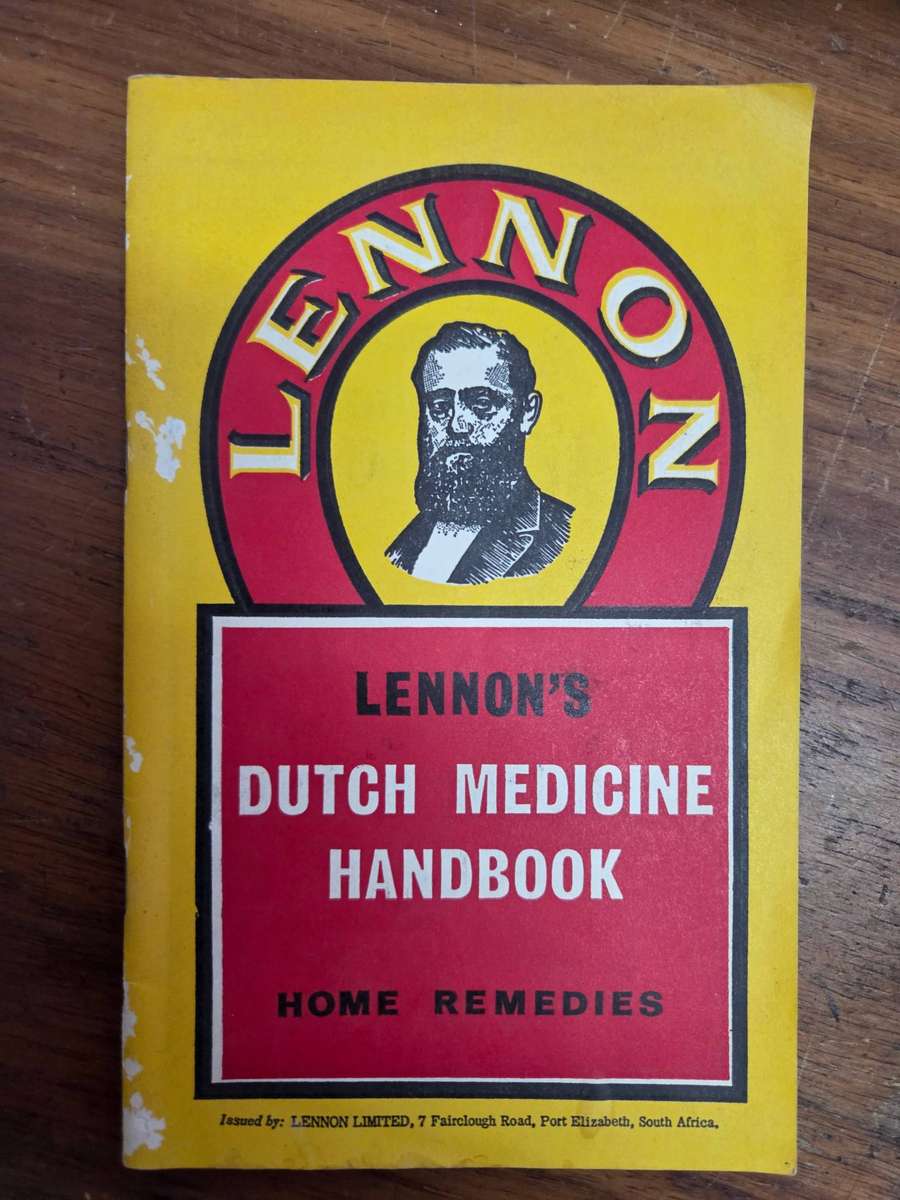 LENNON
LENNON'S
DUTCH MEDICINE
HANDBOOK
HOME REMEDIES
Issued by: LENNON LIMITED, 7 Fairclough Road, Port Elizabeth, South Africa.